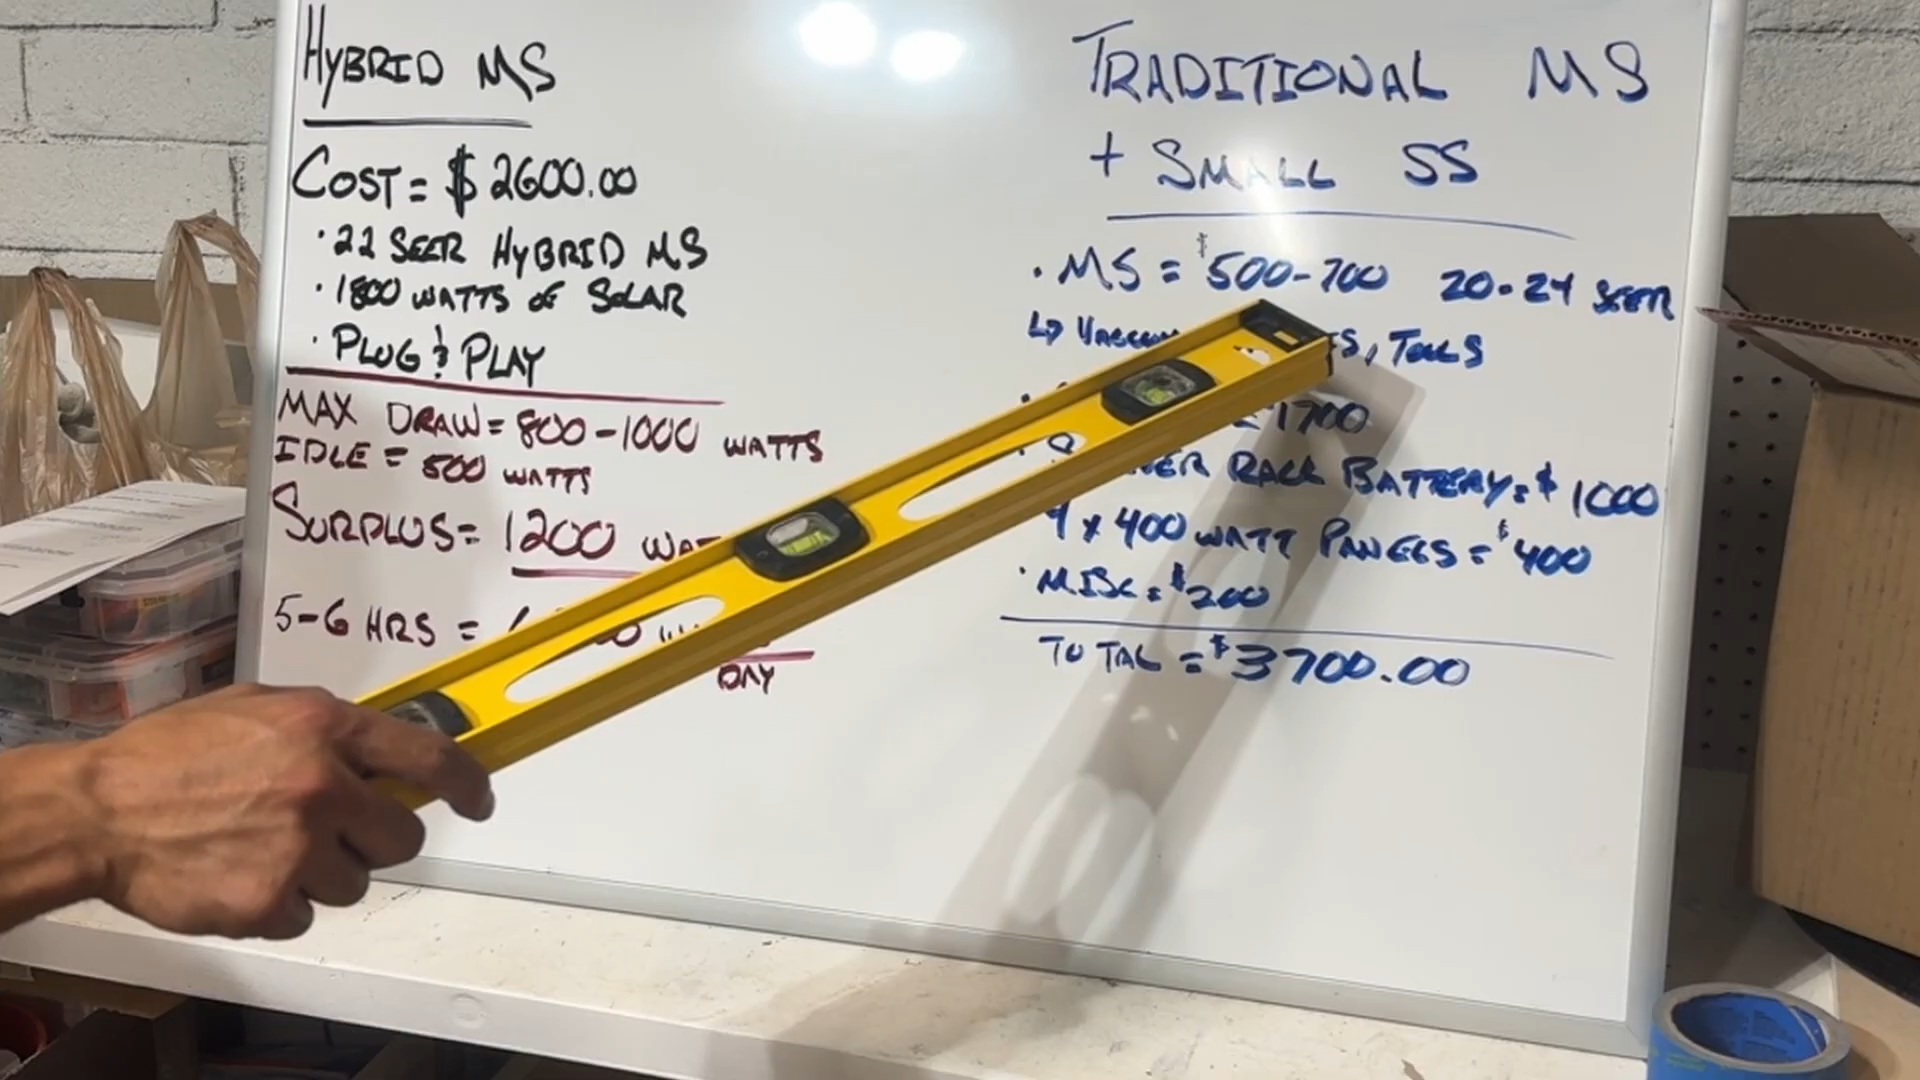 HYBRID MS
COST = $2600.00
· 22 SEER HYBRID MS
· 1800 WATTS OF SOLAR
· PLUG & PLAY
MAX DRAW = 800-1000 WATTS
IDLE = 500 WATTS
SURPLUS = 1200
5-6 HRS =
DAY
TRADITIONAL MS
+ SMALL SS
· MS = $500-700 20-24 SEER
TOOLS
1700
RACK BATTERY = $1000
4 x 400 WATT PANELS = $400
· MISC = $200
TOTAL = $3700.00